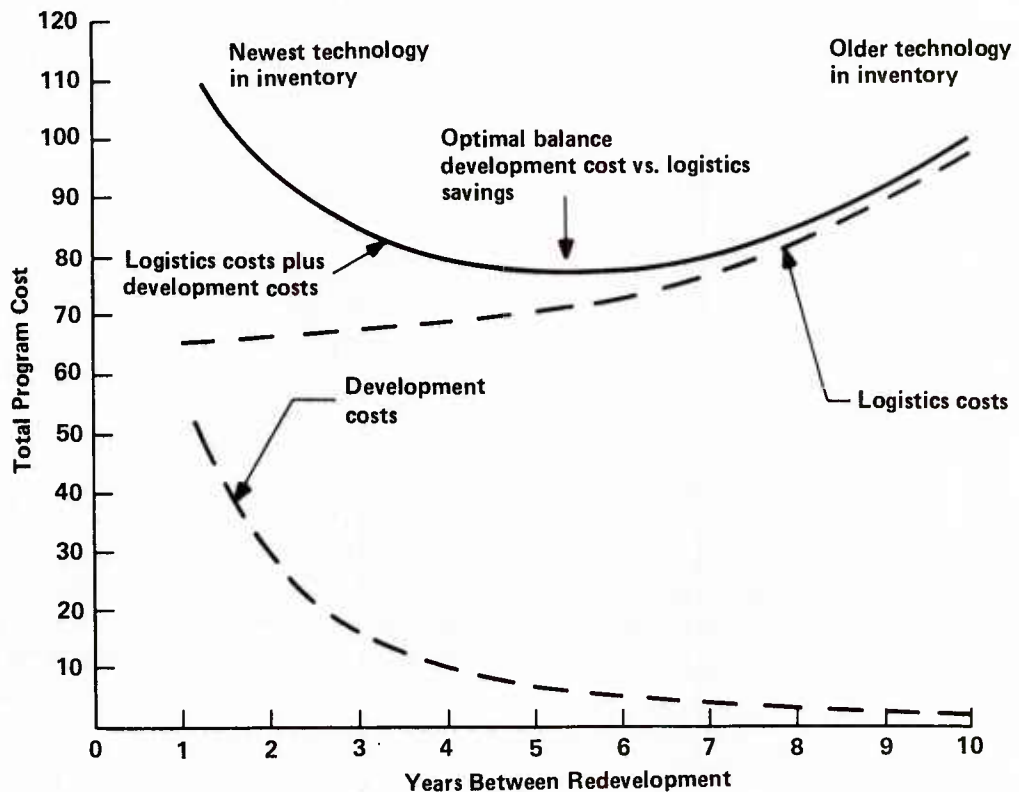 120
110
100
90
80
70
60
50
40
30
20
10
Total Program Cost
Newest technology
in inventory
Older technology
in inventory
Optimal balance
development cost vs. logistics
savings
Logistics costs plus
development costs
Development
costs
Logistics costs
0 1 2 3 4 5 6 7 8 9 10
Years Between Redevelopment